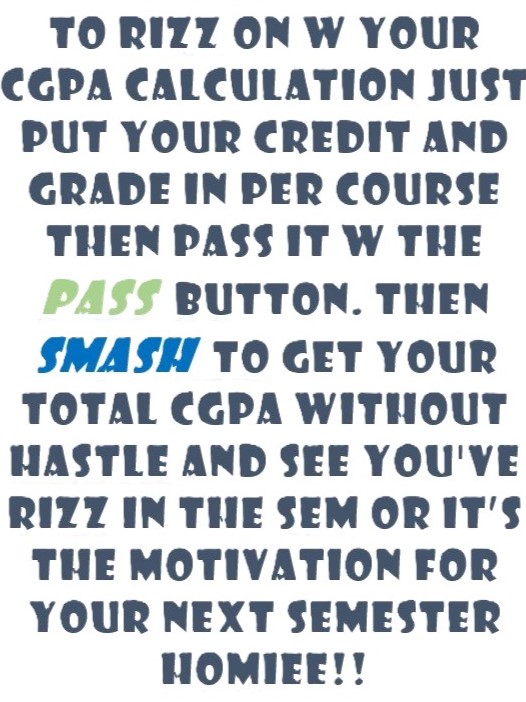 TO RIZZ ON W YOUR
CGPA CALCULATION JUST
PUT YOUR CREDIT AND
GRADE IN PER COURSE
THEN PASS IT W THE
PASS BUTTON. THEN
SMASH TO GET YOUR
TOTAL CGPA WITHOUT
HASTLE AND SEE YOU'VE
RIZZ IN THE SEM OR IT'S
THE MOTIVATION FOR
YOUR NEXT SEMESTER
HOMIEE!!